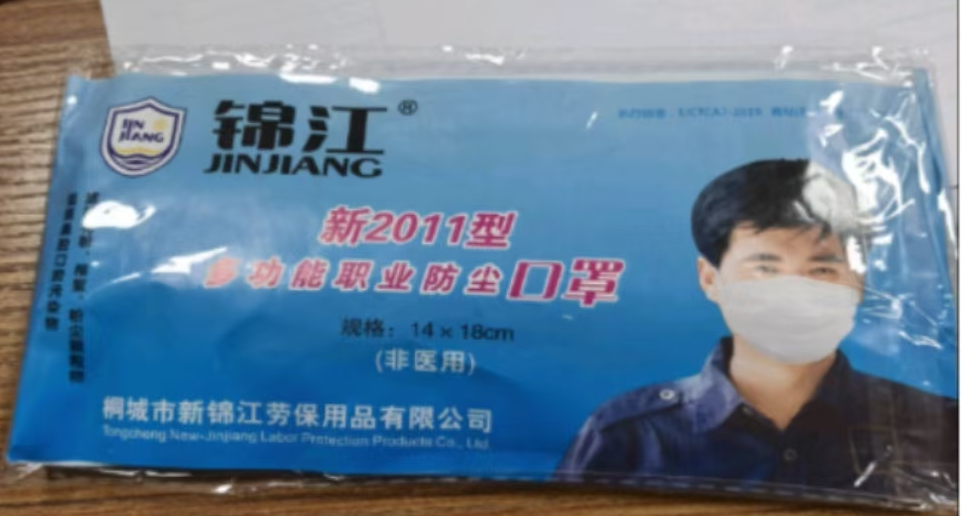 JIN
JIANG
锦江®
JINJIANG
新2011型
多功能职业防尘口罩
规格：14×18cm
(非医用)
桐城市新锦江劳保用品有限公司
Tongcheng New-Jinjiang Labor Protection Products Co., Ltd.